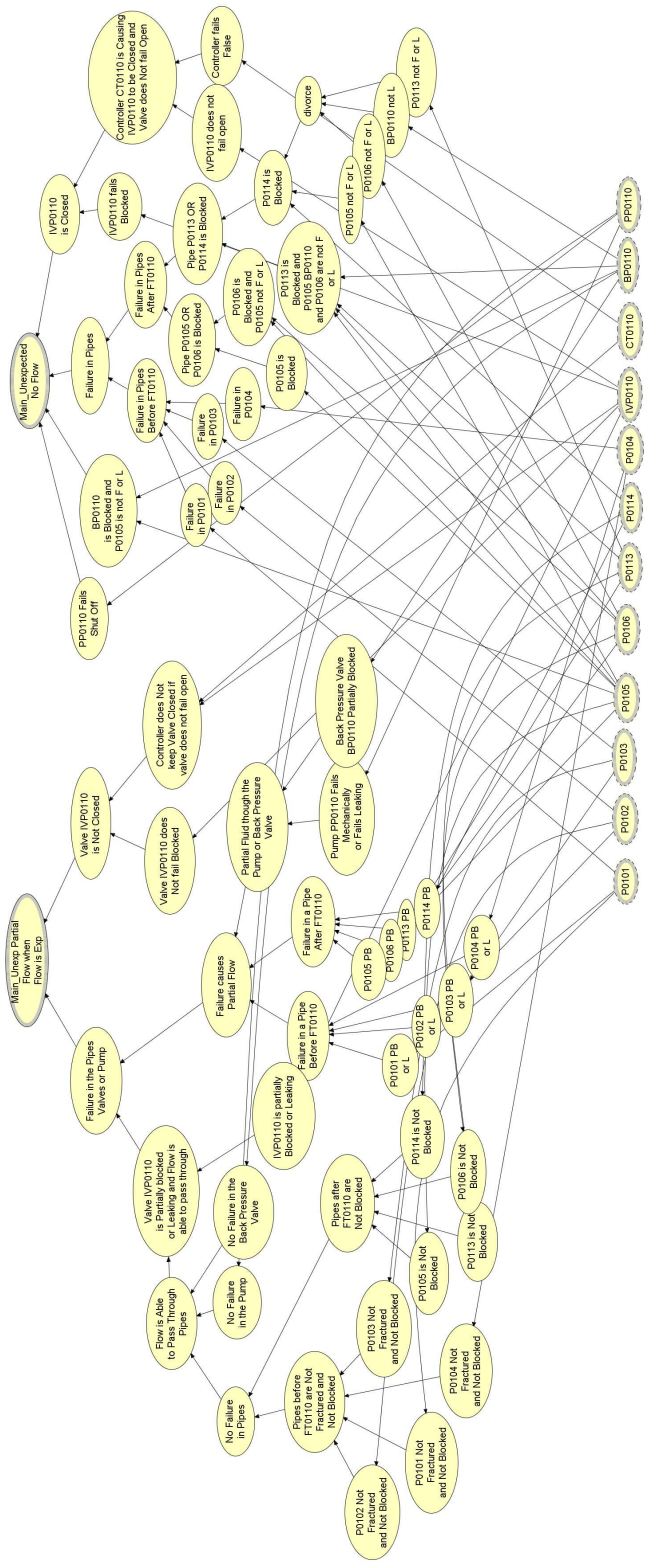 Main_Unexp Partial
Flow when
Flow is Exp
Main_Unexpected
No Flow
Failure in the Pipes
Valves or Pump
Valve IVP0110
is Not Closed
PP0110 Fails
Shut Off
BP0110
is Blocked and
P0105 is not F or L
Failure in Pipes
IVP0110
is Closed
Controller CT0110 is Causing
IVP0110 to be Closed and
Valve does Not fail Open
Flow is Able
to Pass Through
Pipes
Valve IVP0110
is Partially blocked
or Leaking and Flow is
able to pass through
Failure causes
Partial Flow
Valve IVP0110 does
Not fail Blocked
Controller does Not
keep Valve Closed if
valve does not fail open
Failure in Pipes
Before FT0110
Failure in Pipes
After FT0110
IVP0110 fails
Blocked
IVP0110 does not
fail open
Controller fails
False
No Failure
in Pipes
No Failure
in the Pump
No Failure in the
Back Pressure
Valve
IVP0110 is partially
Blocked or Leaking
Failure in a Pipe
Before FT0110
Failure in a Pipe
After FT0110
Partial Fluid though the
Pump or Back Pressure
Valve
Pump PP0110 Fails
Mechanically
or Fails Leaking
Back Pressure Valve
BP0110 Partially Blocked
Failure
in P0101
Failure
in P0102
Failure
in P0103
Failure in
P0104
Pipe P0105 OR
P0106 is Blocked
Pipe P0113 OR
P0114 is Blocked
P0105 is
Blocked
P0106 is
Blocked and
P0105 not F or L
P0113 is
Blocked and
P0105 BP0110
and P0106 are not F
or L
P0114 is
Blocked
divorce
P0105 not F or L
P0106 not F or L
BP0110 not L
P0113 not F or L
Pipes before
FT0110 are Not
Fractured and
Not Blocked
Pipes after
FT0110 are
Not Blocked
P0102 Not
Fractured
and Not Blocked
P0101 Not
Fractured
and Not Blocked
P0104 Not
Fractured
and Not Blocked
P0103 Not
Fractured
and Not Blocked
P0105 is Not
Blocked
P0113 is Not
Blocked
P0106 is Not
Blocked
P0114 is Not
Blocked
P0101 PB
or L
P0102 PB
or L
P0103 PB
or L
P0104 PB
or L
P0105 PB
P0106 PB
P0113 PB
P0114 PB
P0101
P0102
P0103
P0105
P0106
P0113
P0114
P0104
IVP0110
CT0110
BP0110
PP0110